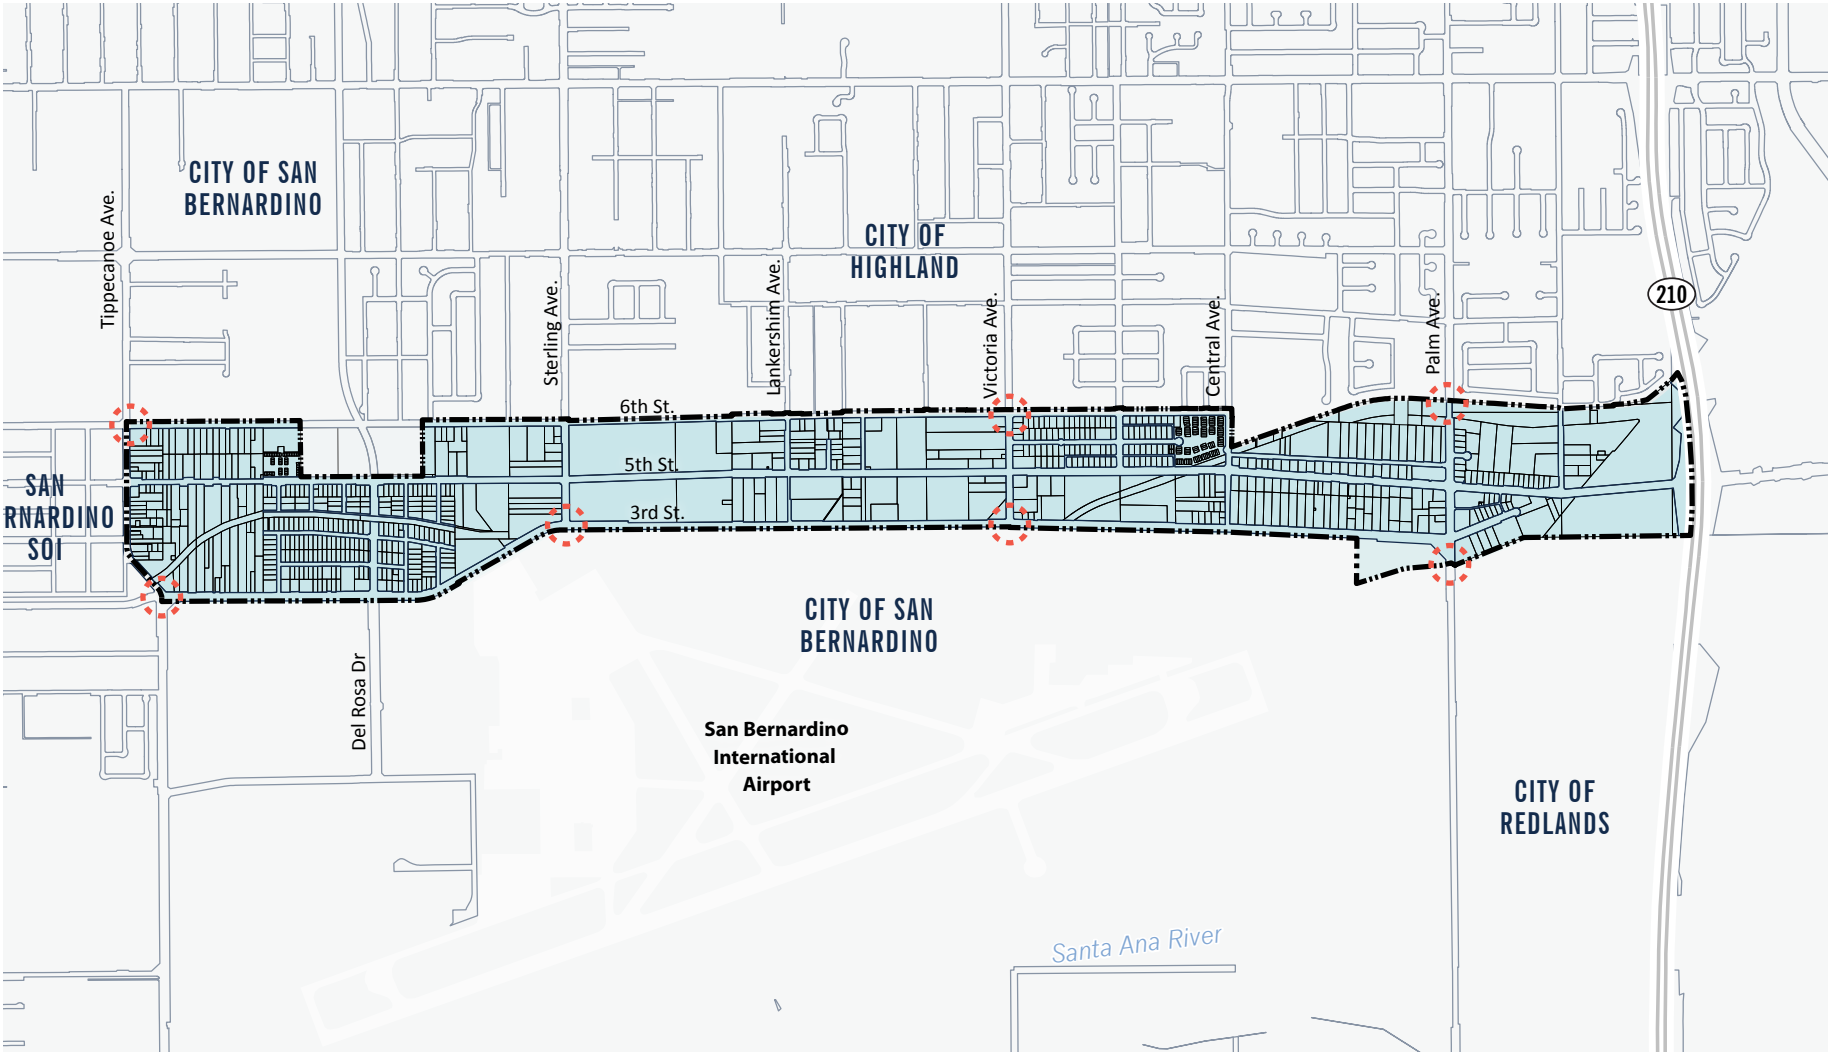 CITY OF SAN
BERNARDINO
Tippecanoe Ave.
CITY OF
HIGHLAND
Sterling Ave.
Lankershim Ave.
Victoria Ave.
Central Ave.
Palm Ave.
210
6th St.
5th St.
3rd St.
SAN
RNARDINO
SOI
CITY OF SAN
BERNARDINO
Del Rosa Dr
San Bernardino
International
Airport
CITY OF
REDLANDS
Santa Ana River